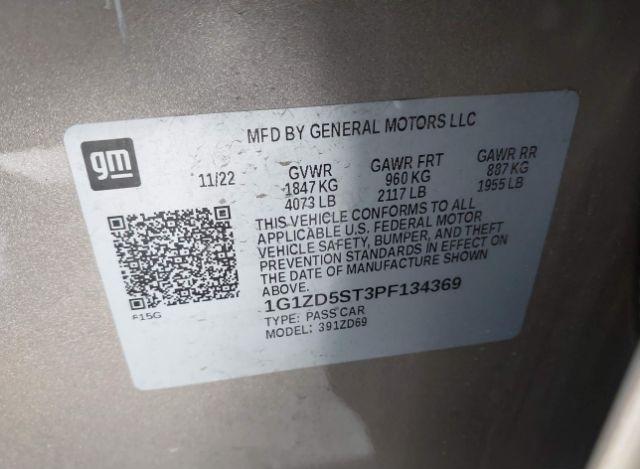 MFD BY GENERAL MOTORS LLC
gm
11/22 GVWR GAWR FRT GAWR RR
1847 KG 960 KG 887 KG
4073 LB 2117 LB 1955 LB
THIS VEHICLE CONFORMS TO ALL
APPLICABLE U.S. FEDERAL MOTOR
VEHICLE SAFETY, BUMPER, AND THEFT
PREVENTION STANDARDS IN EFFECT ON
THE DATE OF MANUFACTURE SHOWN
ABOVE.
1G1ZD5ST3PF134369
TYPE: PASS CAR
MODEL: 391ZD69